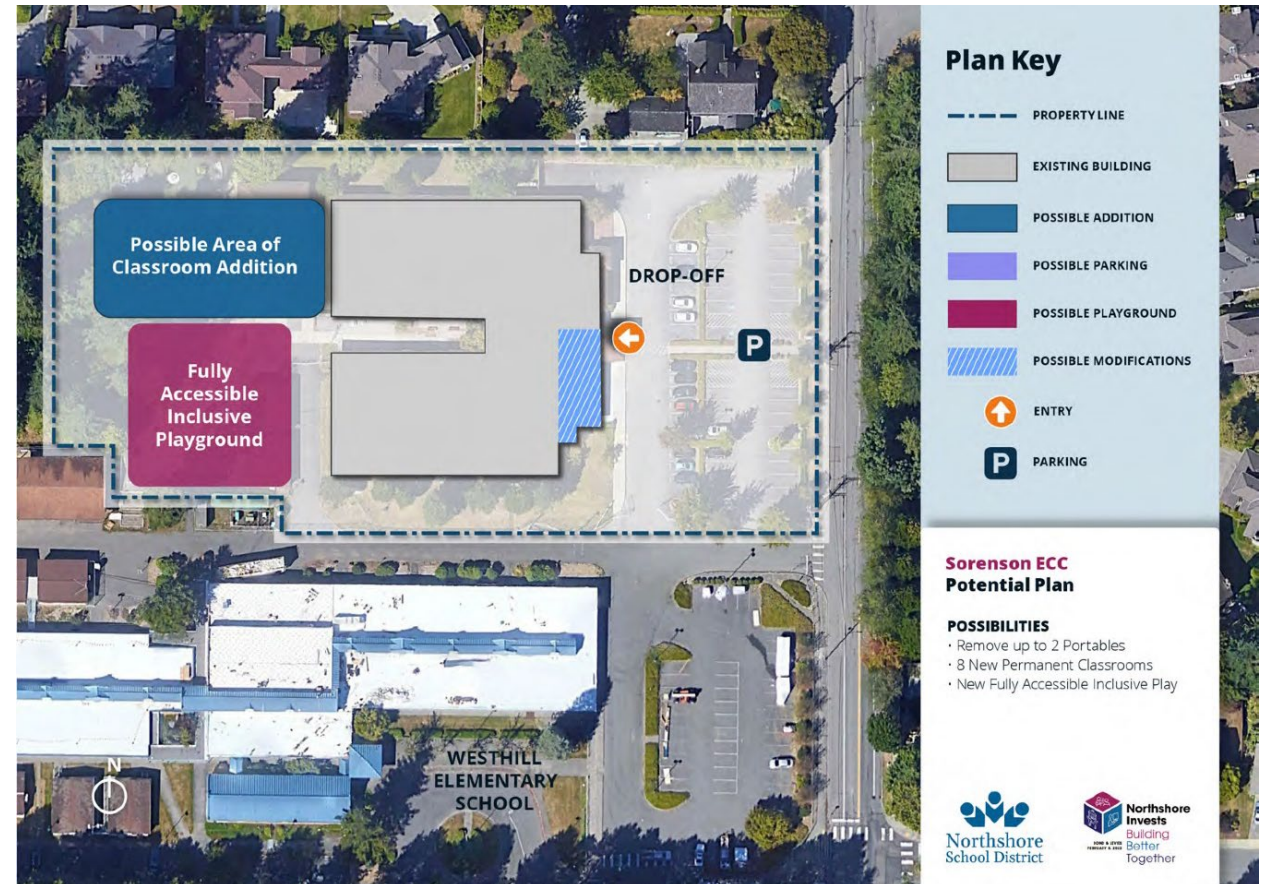 Possible Area of
Classroom Addition
Fully
Accessible
Inclusive
Playground
DROP-OFF
P
WESTHILL
ELEMENTARY
SCHOOL
N
Plan Key
PROPERTY LINE
EXISTING BUILDING
POSSIBLE ADDITION
POSSIBLE PARKING
POSSIBLE PLAYGROUND
POSSIBLE MODIFICATIONS
ENTRY
P
PARKING
Sorenson ECC
Potential Plan
POSSIBILITIES
· Remove up to 2 Portables
· 8 New Permanent Classrooms
· New Fully Accessible Inclusive Play
Northshore
School District
Northshore
Invests
Building
Better
Together